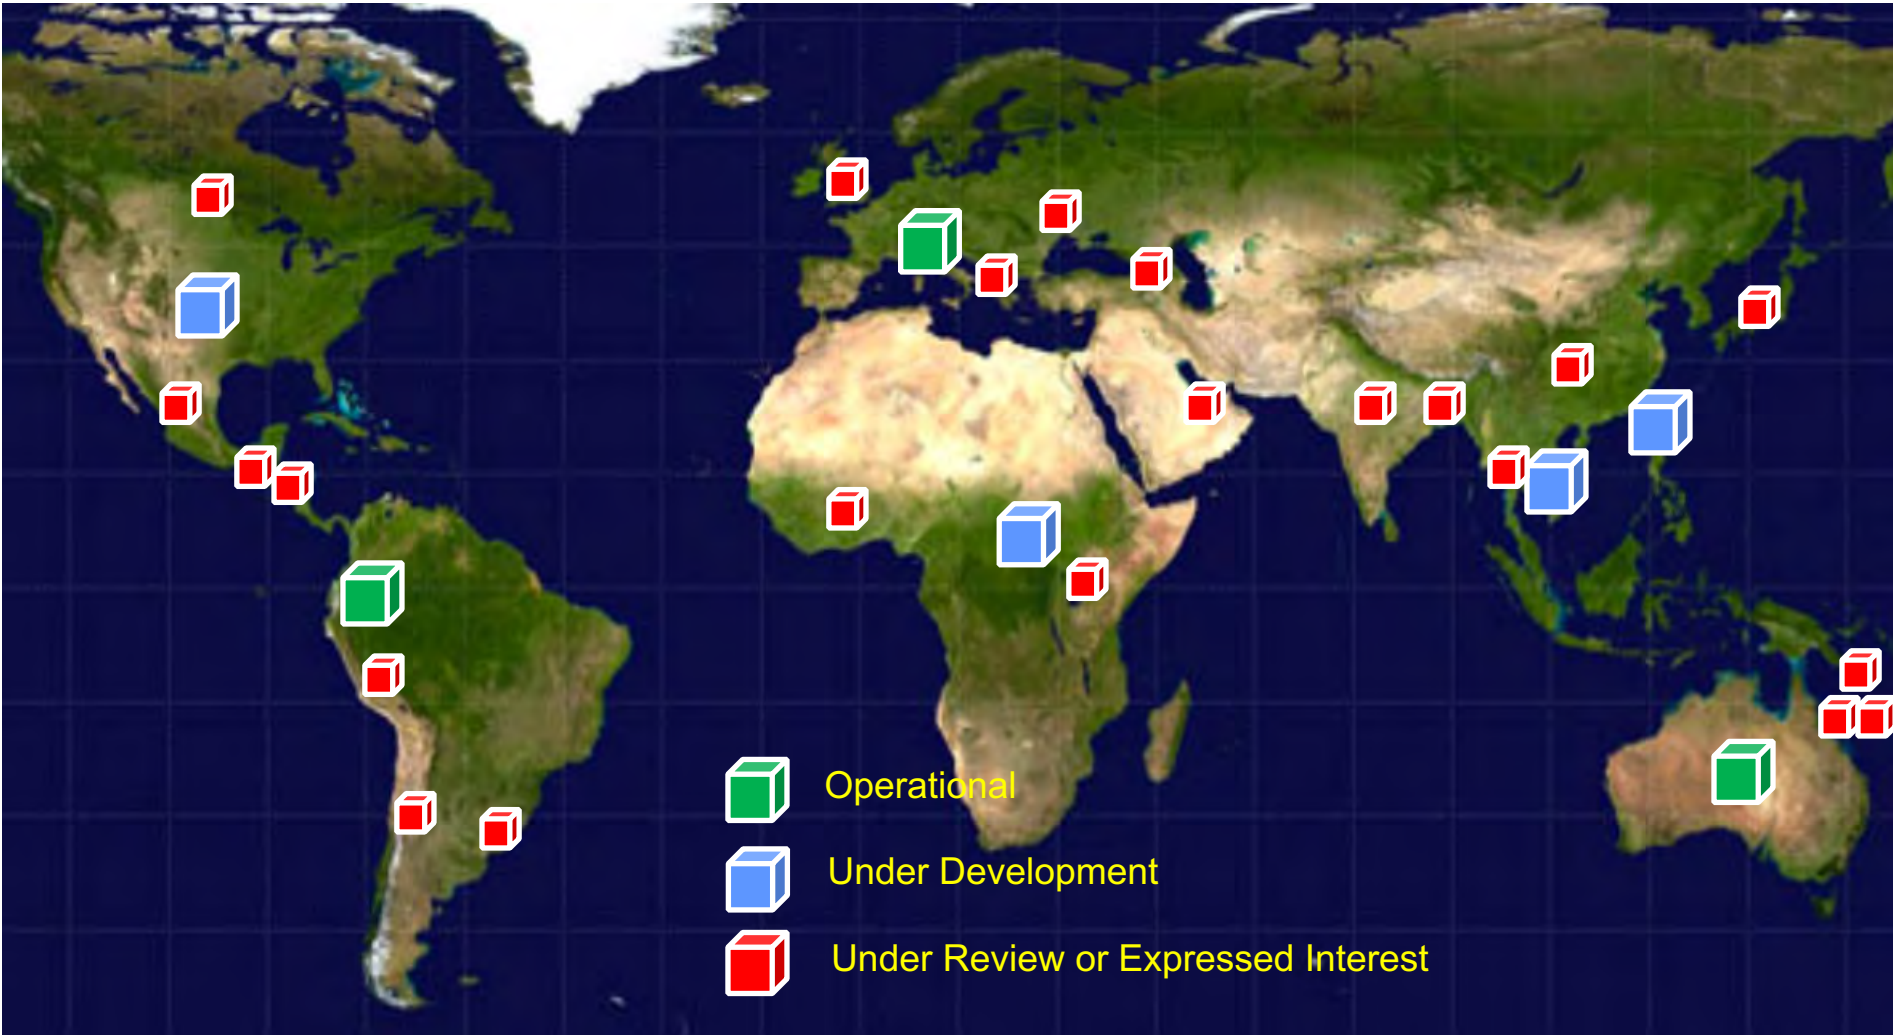 Operational
Under Development
Under Review or Expressed Interest